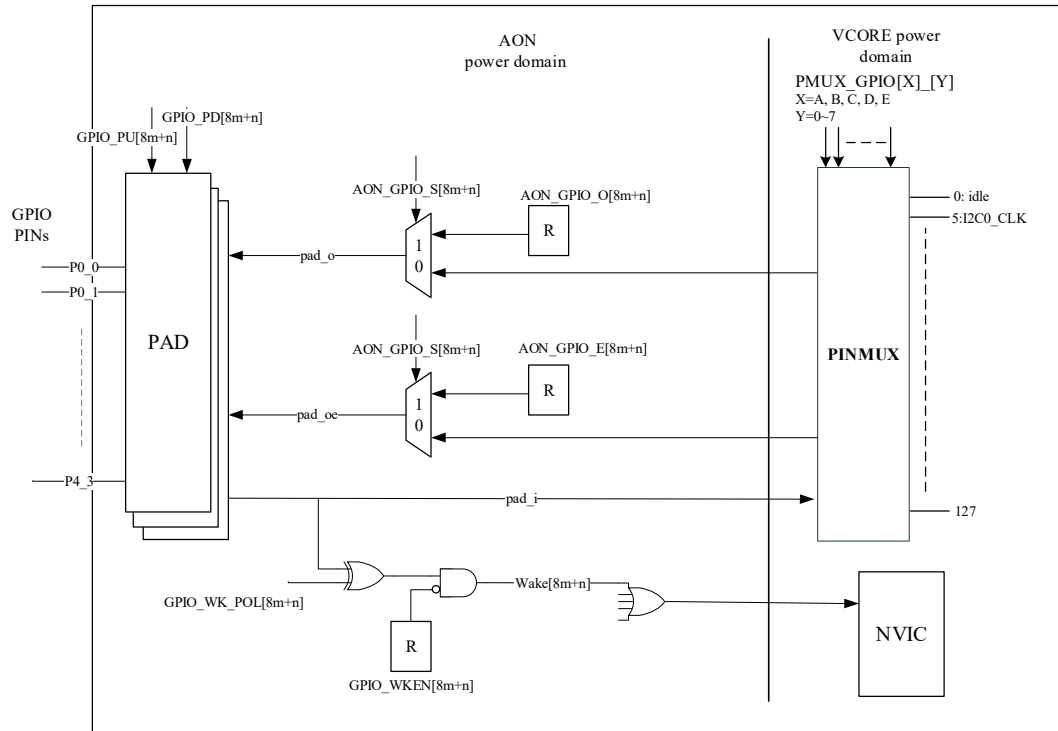 AON
power domain
VCORE power
domain
PMUX_GPIO[X]_[Y]
X=A, B, C, D, E
Y=0~7
GPIO_PD[8m+n]
GPIO_PU[8m+n]
AON_GPIO_S[8m+n]
AON_GPIO_O[8m+n]
R
1
0
pad_o
0: idle
5:I2C0_CLK
GPIO
PINs
P0_0
P0_1
PAD
AON_GPIO_S[8m+n]
AON_GPIO_E[8m+n]
R
1
0
pad_oe
PINMUX
P4_3
pad_i
127
GPIO_WK_POL[8m+n]
Wake[8m+n]
R
GPIO_WKEN[8m+n]
NVIC